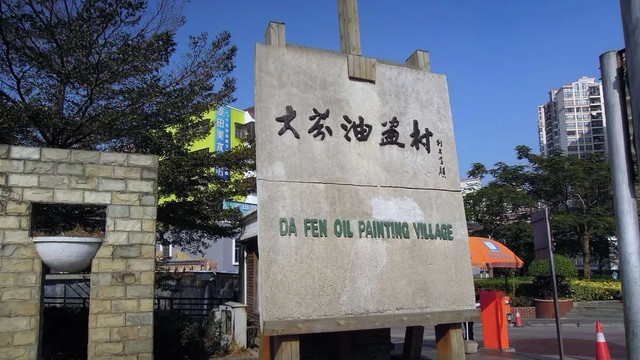 大芬油画村
DA FEN OIL PAINTING VILLAGE